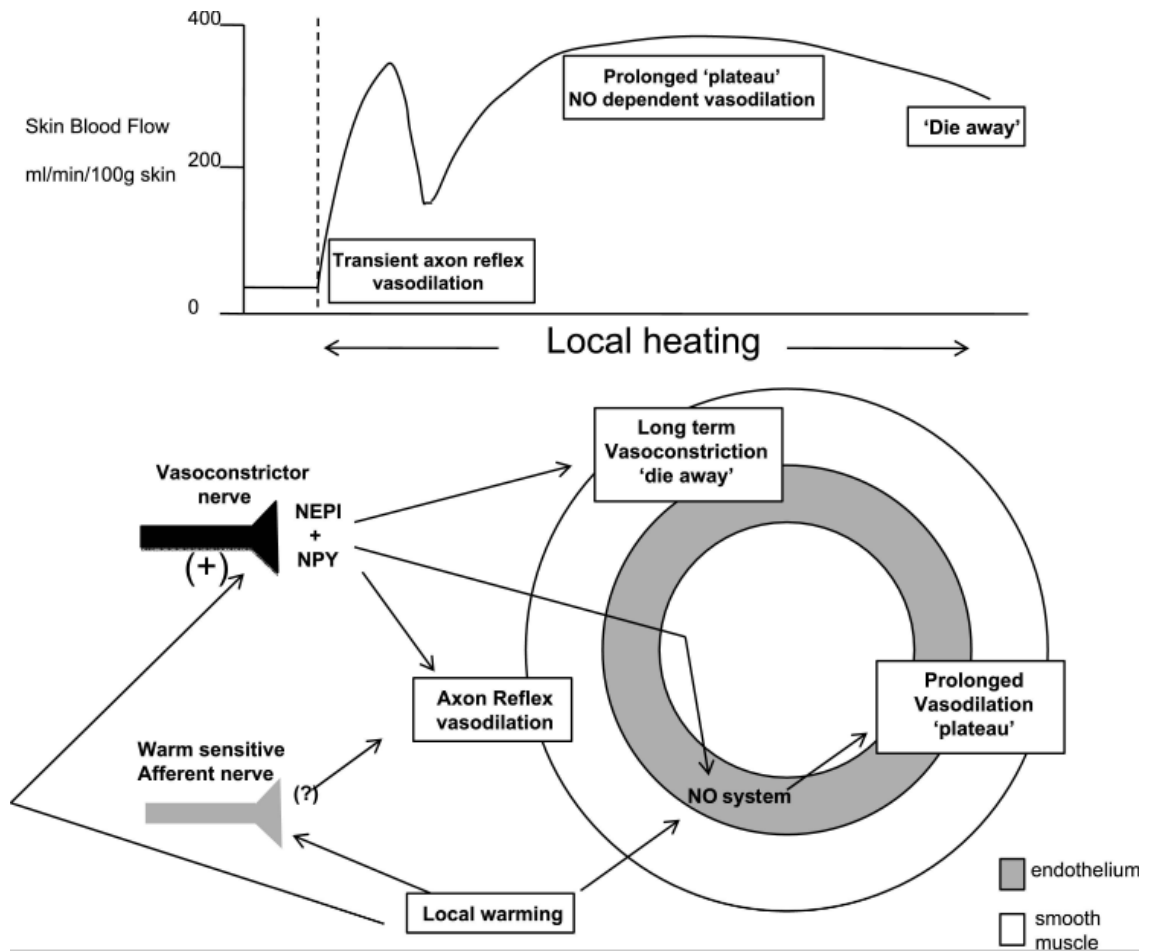 400
Prolonged 'plateau'
NO dependent vasodilation
Skin Blood Flow
'Die away'
200
ml/min/100g skin
Transient axon reflex
vasodilation
0
Local heating
Long term
Vasoconstriction
'die away'
Vasoconstrictor
nerve
NEPI
+
NPY
(+)
Axon Reflex
vasodilation
Prolonged
Vasodilation
'plateau'
Warm sensitive
Afferent nerve
(?)
NO system
Local warming
endothelium
smooth
muscle